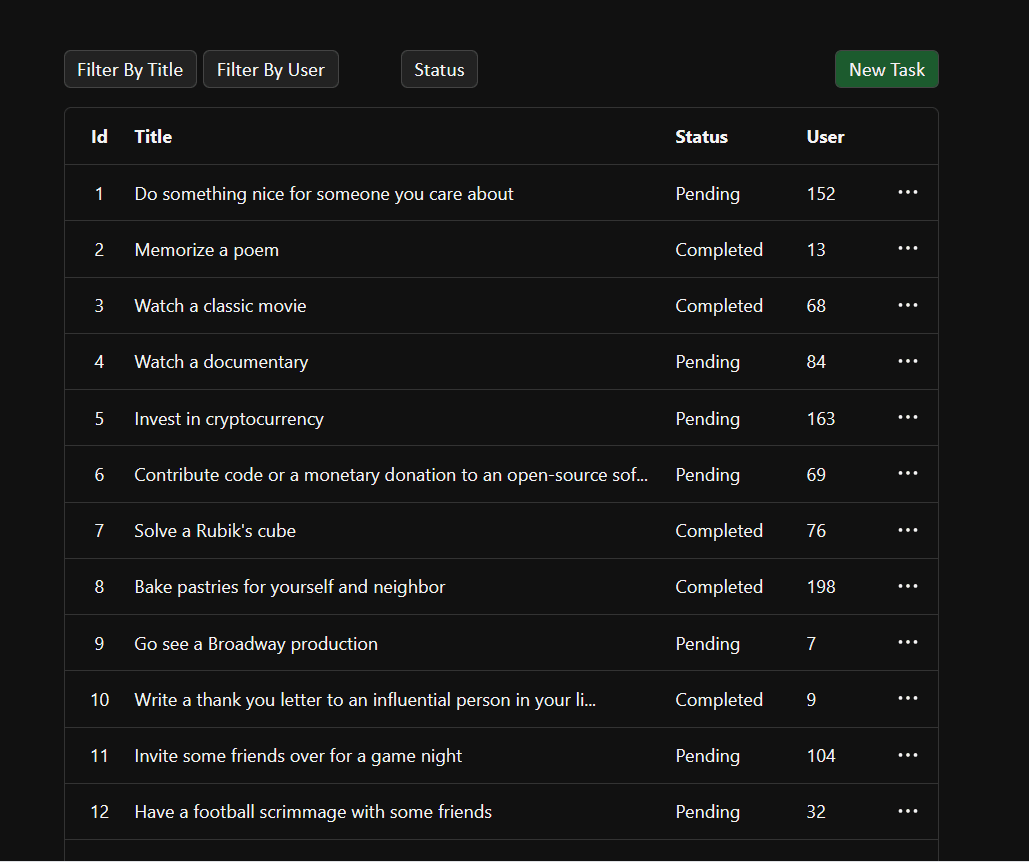 Filter By Title Filter By User Status New Task
Id Title Status User
1 Do something nice for someone you care about Pending 152 ···
2 Memorize a poem Completed 13 ···
3 Watch a classic movie Completed 68 ···
4 Watch a documentary Pending 84 ···
5 Invest in cryptocurrency Pending 163 ···
6 Contribute code or a monetary donation to an open-source sof... Pending 69 ···
7 Solve a Rubik's cube Completed 76 ···
8 Bake pastries for yourself and neighbor Completed 198 ···
9 Go see a Broadway production Pending 7 ···
10 Write a thank you letter to an influential person in your li... Completed 9 ···
11 Invite some friends over for a game night Pending 104 ···
12 Have a football scrimmage with some friends Pending 32 ···